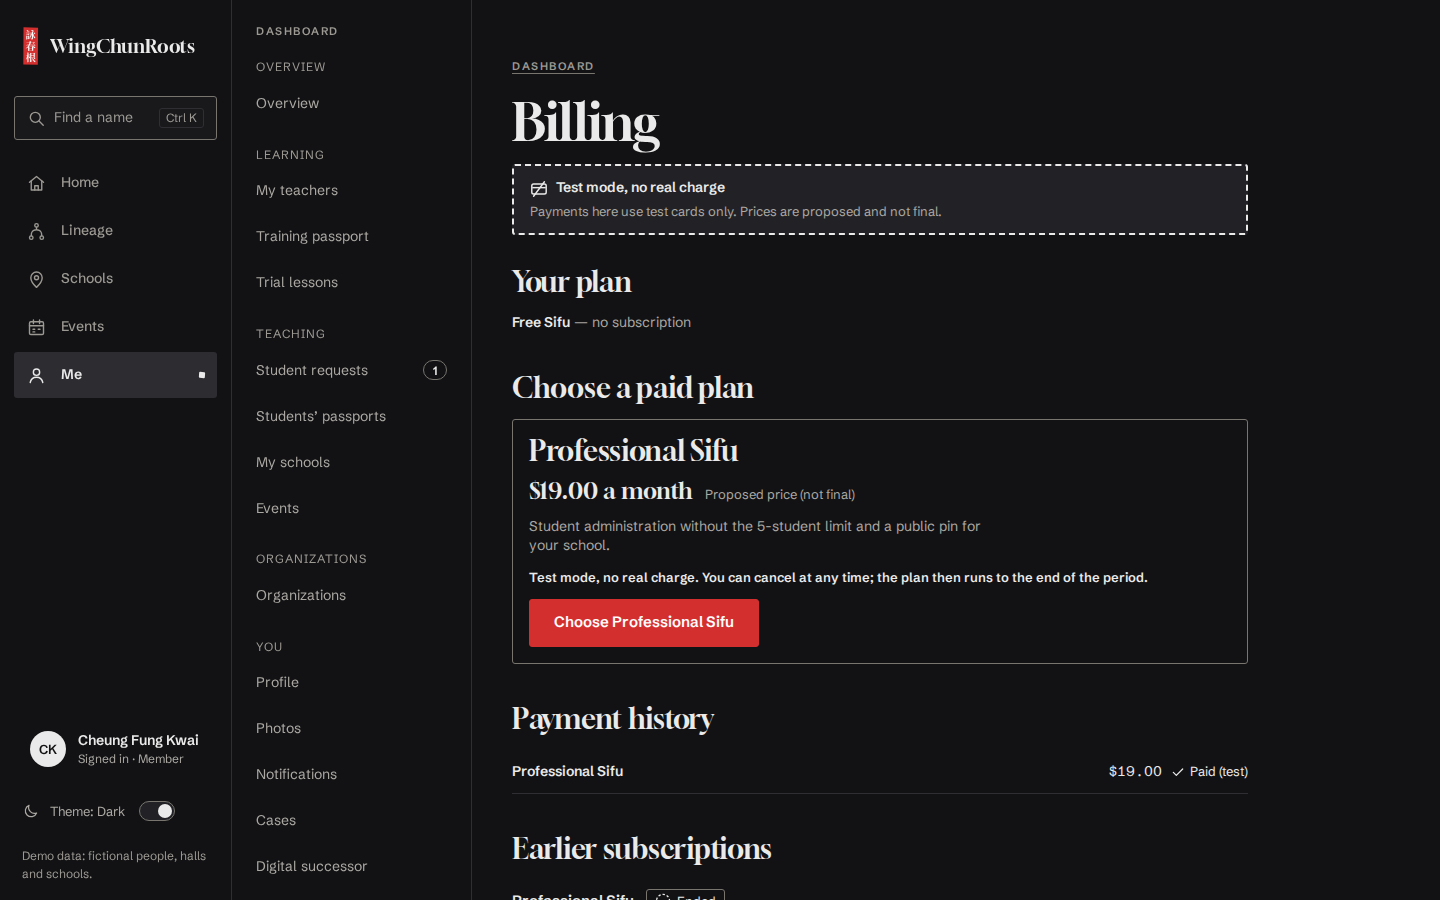 詠春根
WingChunRoots
Find a name
Ctrl K
Home
Lineage
Schools
Events
Me
CK
Cheung Fung Kwai
Signed in · Member
Theme: Dark
Demo data: fictional people, halls
and schools.
DASHBOARD
OVERVIEW
Overview
LEARNING
My teachers
Training passport
Trial lessons
TEACHING
Student requests
1
Students’ passports
My schools
Events
ORGANIZATIONS
Organizations
YOU
Profile
Photos
Notifications
Cases
Digital successor
DASHBOARD
Billing
Test mode, no real charge
Payments here use test cards only. Prices are proposed and not final.
Your plan
Free Sifu — no subscription
Choose a paid plan
Professional Sifu
$19.00 a month Proposed price (not final)
Student administration without the 5-student limit and a public pin for
your school.
Test mode, no real charge. You can cancel at any time; the plan then runs to the end of the period.
Choose Professional Sifu
Payment history
Professional Sifu $19.00 Paid (test)
Earlier subscriptions
Professional Sifu Ended